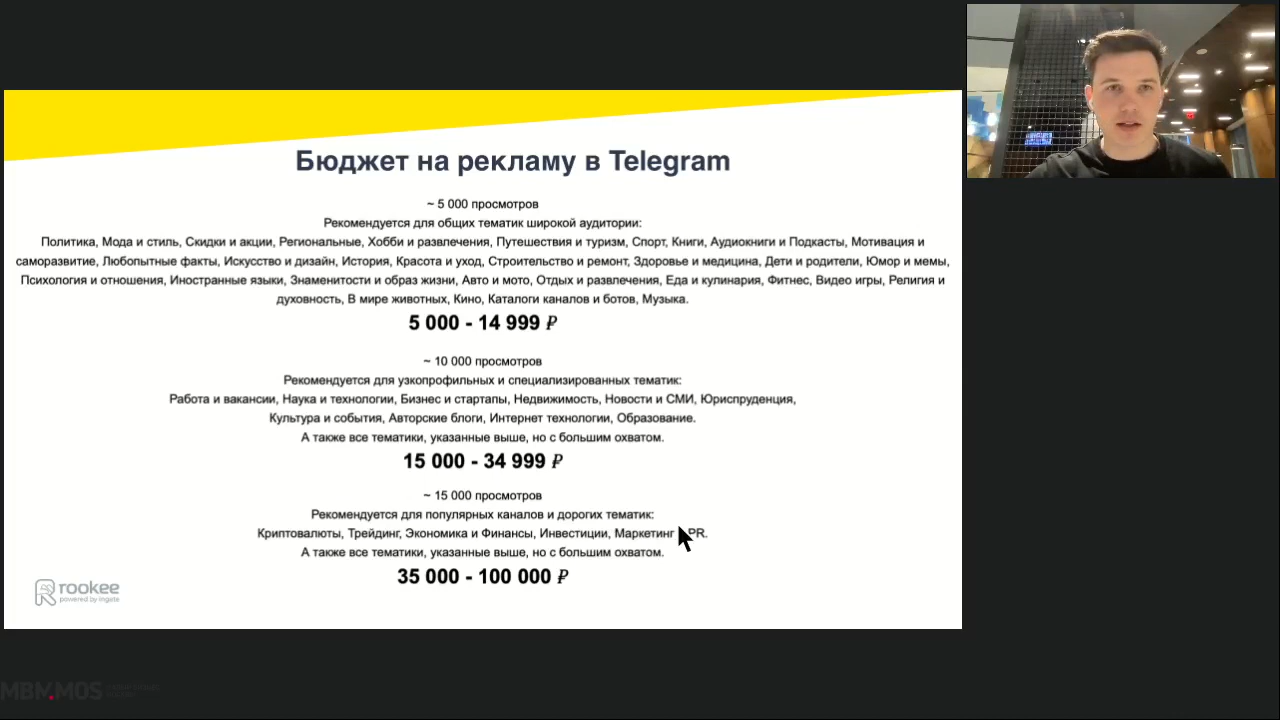 Бюджет на рекламу в Telegram
~ 5 000 просмотров
Рекомендуется для общих тематик широкой аудитории:
Политика, Мода и стиль, Скидки и акции, Региональные, Хобби и развлечения, Путешествия и туризм, Спорт, Книги, Аудиокниги и Подкасты, Мотивация и
саморазвитие, Любопытные факты, Искусство и дизайн, История, Красота и уход, Строительство и ремонт, Здоровье и медицина, Дети и родители, Юмор и мемы,
Психология и отношения, Иностранные языки, Знаменитости и образ жизни, Авто и мото, Отдых и развлечения, Еда и кулинария, Фитнес, Видео игры, Религия и
духовность, В мире животных, Кино, Каталоги каналов и ботов, Музыка.
5 000 - 14 999 ₽
~ 10 000 просмотров
Рекомендуется для узкопрофильных и специализированных тематик:
Работа и вакансии, Наука и технологии, Бизнес и стартапы, Недвижимость, Новости и СМИ, Юриспруденция,
Культура и события, Авторские блоги, Интернет технологии, Образование.
А также все тематики, указанные выше, но с большим охватом.
15 000 - 34 999 ₽
~ 15 000 просмотров
Рекомендуется для популярных каналов и дорогих тематик:
Криптовалюты, Трейдинг, Экономика и Финансы, Инвестиции, Маркетинг PR.
А также все тематики, указанные выше, но с большим охватом.
35 000 - 100 000 ₽
rookee
powered by ingate
MBM.MOS